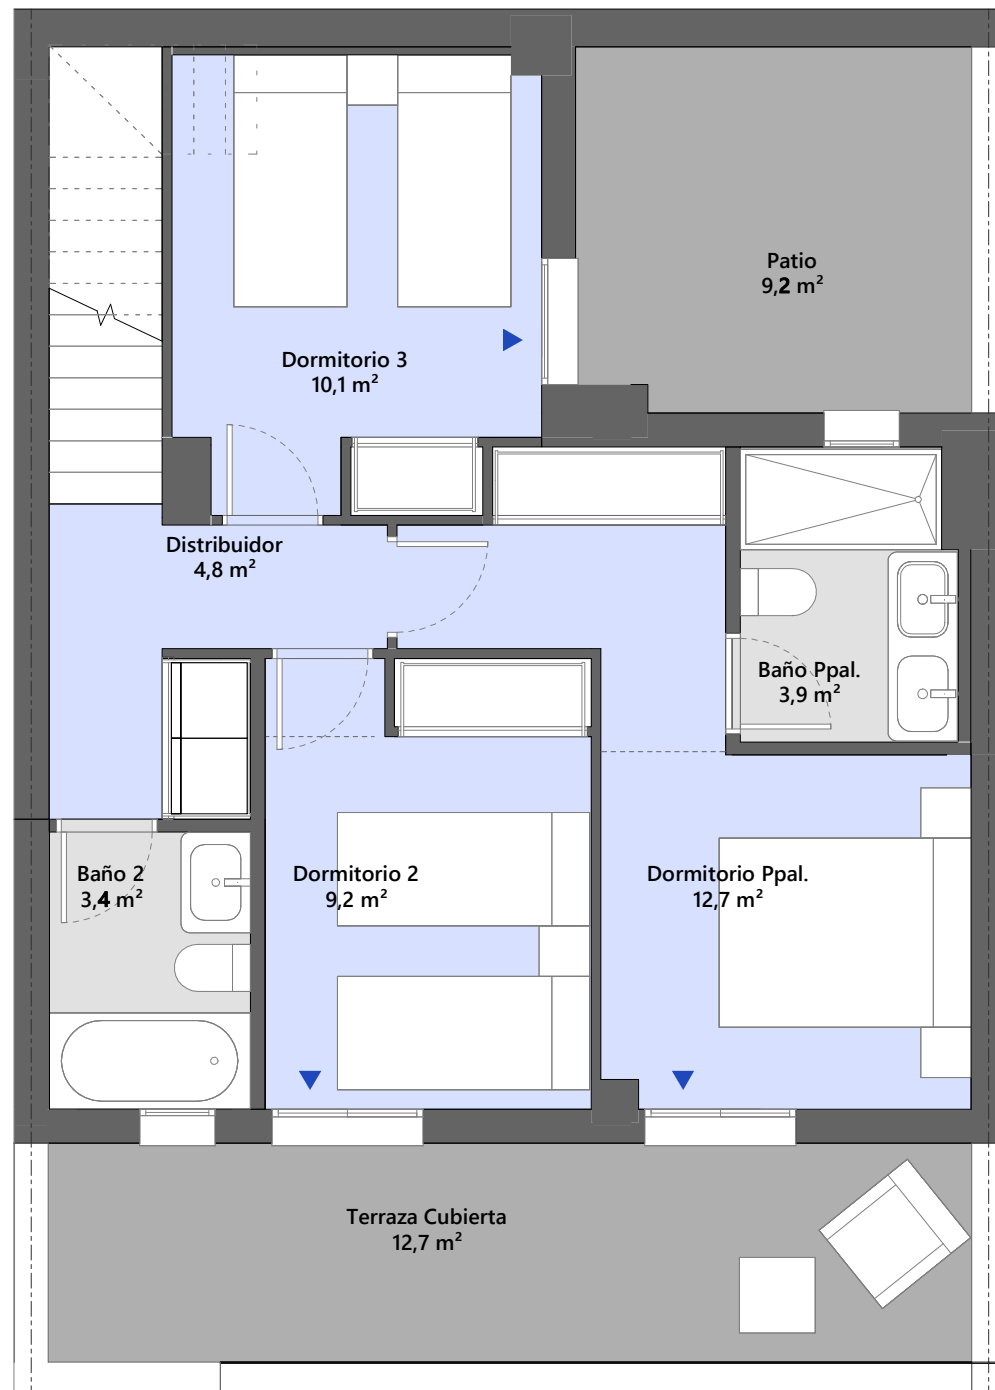 Patio
9,2 m²
Dormitorio 3
10,1 m²
Distribuidor
4,8 m²
Baño Ppal.
3,9 m²
Baño 2
3,4 m²
Dormitorio 2
9,2 m²
Dormitorio Ppal.
12,7 m²
Terraza Cubierta
12,7 m²